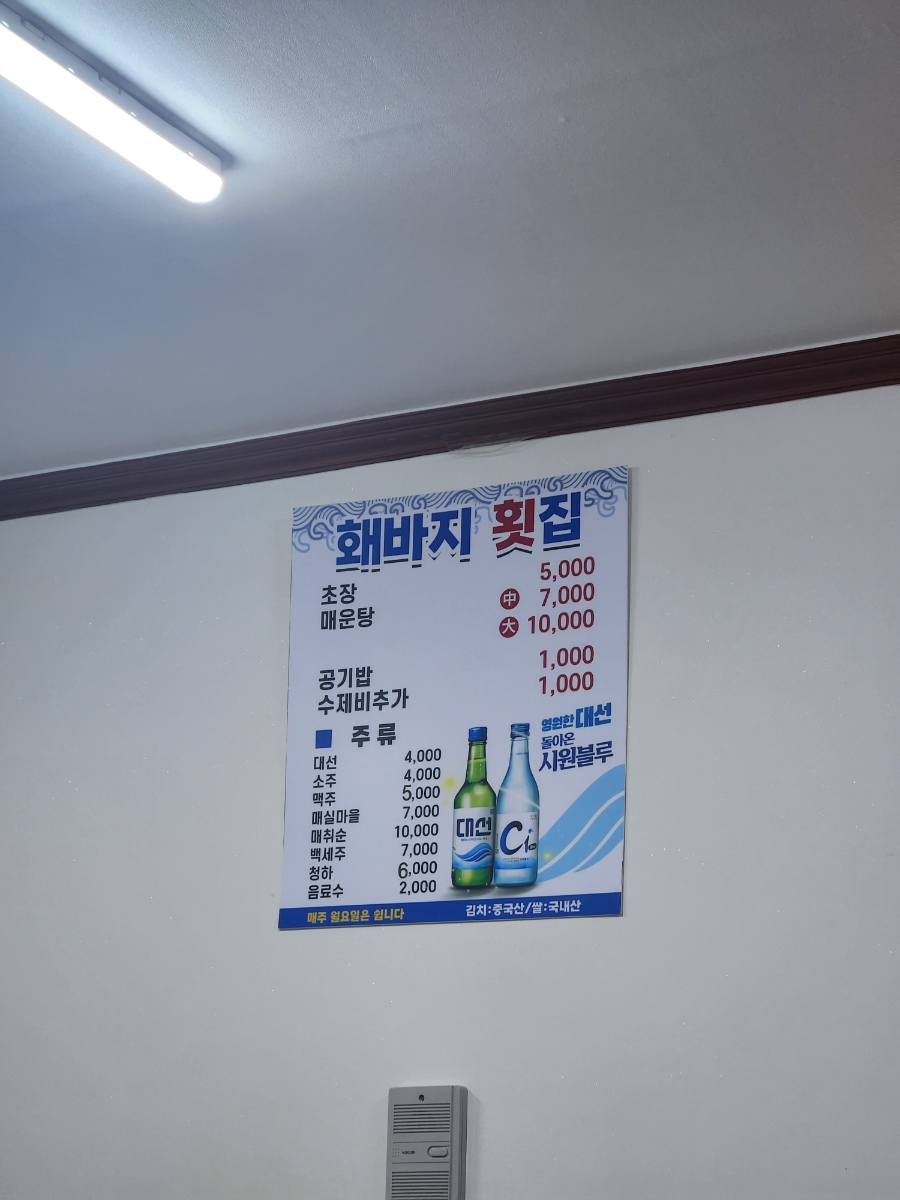 홰바지 횟집
초장 5,000
매운탕 中 7,000
大 10,000
공기밥 1,000
수제비추가 1,000
주류
대선 4,000
소주 4,000
맥주 5,000
매실마을 7,000
매취순 10,000
백세주 7,000
청하 6,000
음료수 2,000
영원한 대선
돌아온
시원블루
대선
C1
매주 월요일은 쉽니다
김치:중국산/쌀:국내산